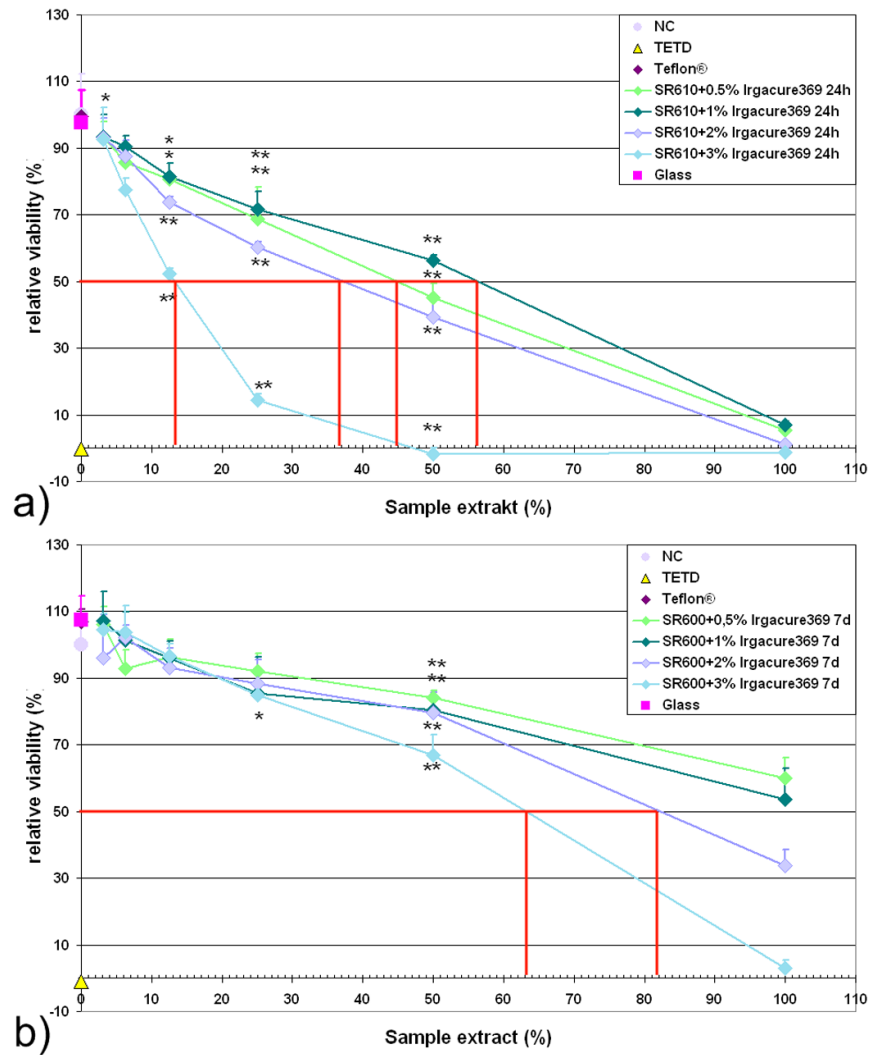 130
110
90
70
50
30
10
-10
relative viability (%)
0 10 20 30 40 50 60 70 80 90 100 110
Sample extrakt (%)
a)
NC
TETD
Teflon®
SR610+0.5% Irgacure369 24h
SR610+1% Irgacure369 24h
SR610+2% Irgacure369 24h
SR610+3% Irgacure369 24h
Glass
*
*
*
**
**
**
**
**
**
**
**
**
**
**
130
110
90
70
50
30
10
-10
relative viability (%)
0 10 20 30 40 50 60 70 80 90 100 110
Sample extract (%)
b)
NC
TETD
Teflon®
SR600+0,5% Irgacure369 7d
SR600+1% Irgacure369 7d
SR600+2% Irgacure369 7d
SR600+3% Irgacure369 7d
Glass
*
**
**
**
**